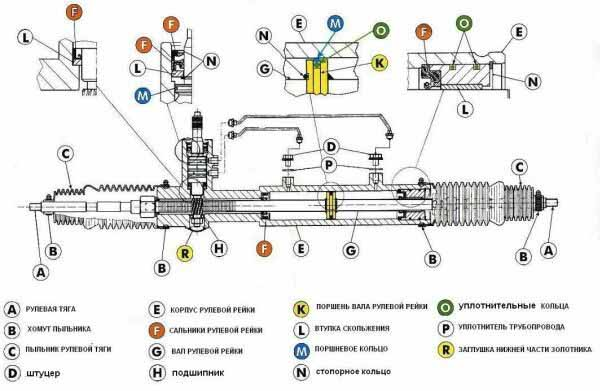 F M O
L F N E F O E
L N
M G K N
L
D
C P C
B B R H F E G B B A
A
A РУЛЕВАЯ ТЯГА
B ХОМУТ ПЫЛЬНИКА
C ПЫЛЬНИК РУЛЕВОЙ ТЯГИ
D штуцер
E КОРПУС РУЛЕВОЙ РЕЙКИ
F САЛЬНИКИ РУЛЕВОЙ РЕЙКИ
G ВАЛ РУЛЕВОЙ РЕЙКИ
H подшипник
K ПОРШЕНЬ ВАЛА РУЛЕВОЙ РЕЙКИ
L ВТУЛКА СКОЛЬЖЕНИЯ
M ПОРШНЕВОЕ КОЛЬЦО
N стопорное кольцо
O уплотнительные кольца
P УПЛОТНИТЕЛЬ ТРУБОПРОВОДА
R ЗАГЛУШКА НИЖНЕЙ ЧАСТИ ЗОЛОТНИКА